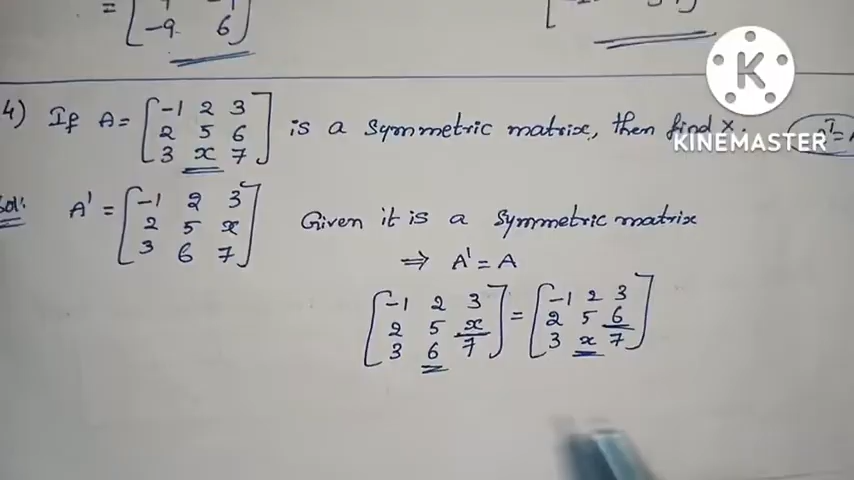 = [
-9 6]
4) If A = [-1 2 3
2 5 6
3 x 7] is a symmetric matrix, then find x.
Sol: A' = [-1 2 3
2 5 x
3 6 7] Given it is a symmetric matrix
⇒ A' = A
[-1 2 3
2 5 x
3 6 7] = [-1 2 3
2 5 6
3 x 7]
K
KINEMASTER